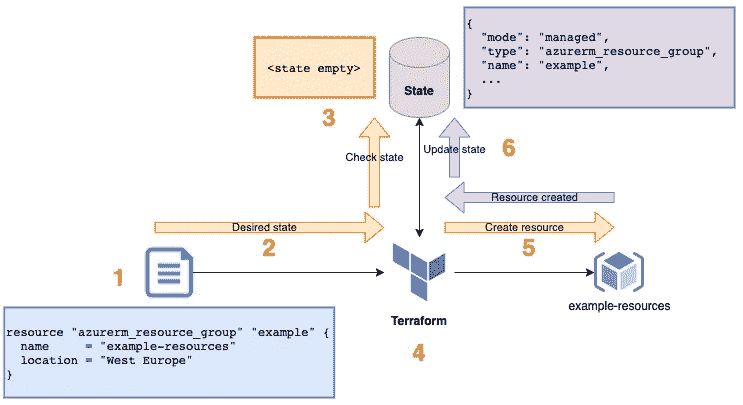 {
  "mode": "managed",
  "type": "azurerm_resource_group",
  "name": "example",
  ...
}
<state empty>
State
3
6
Check state
Update state
Resource created
Desired state
Create resource
2
5
1
example-resources
Terraform
4
resource "azurerm_resource_group" "example" {
  name     = "example-resources"
  location = "West Europe"
}